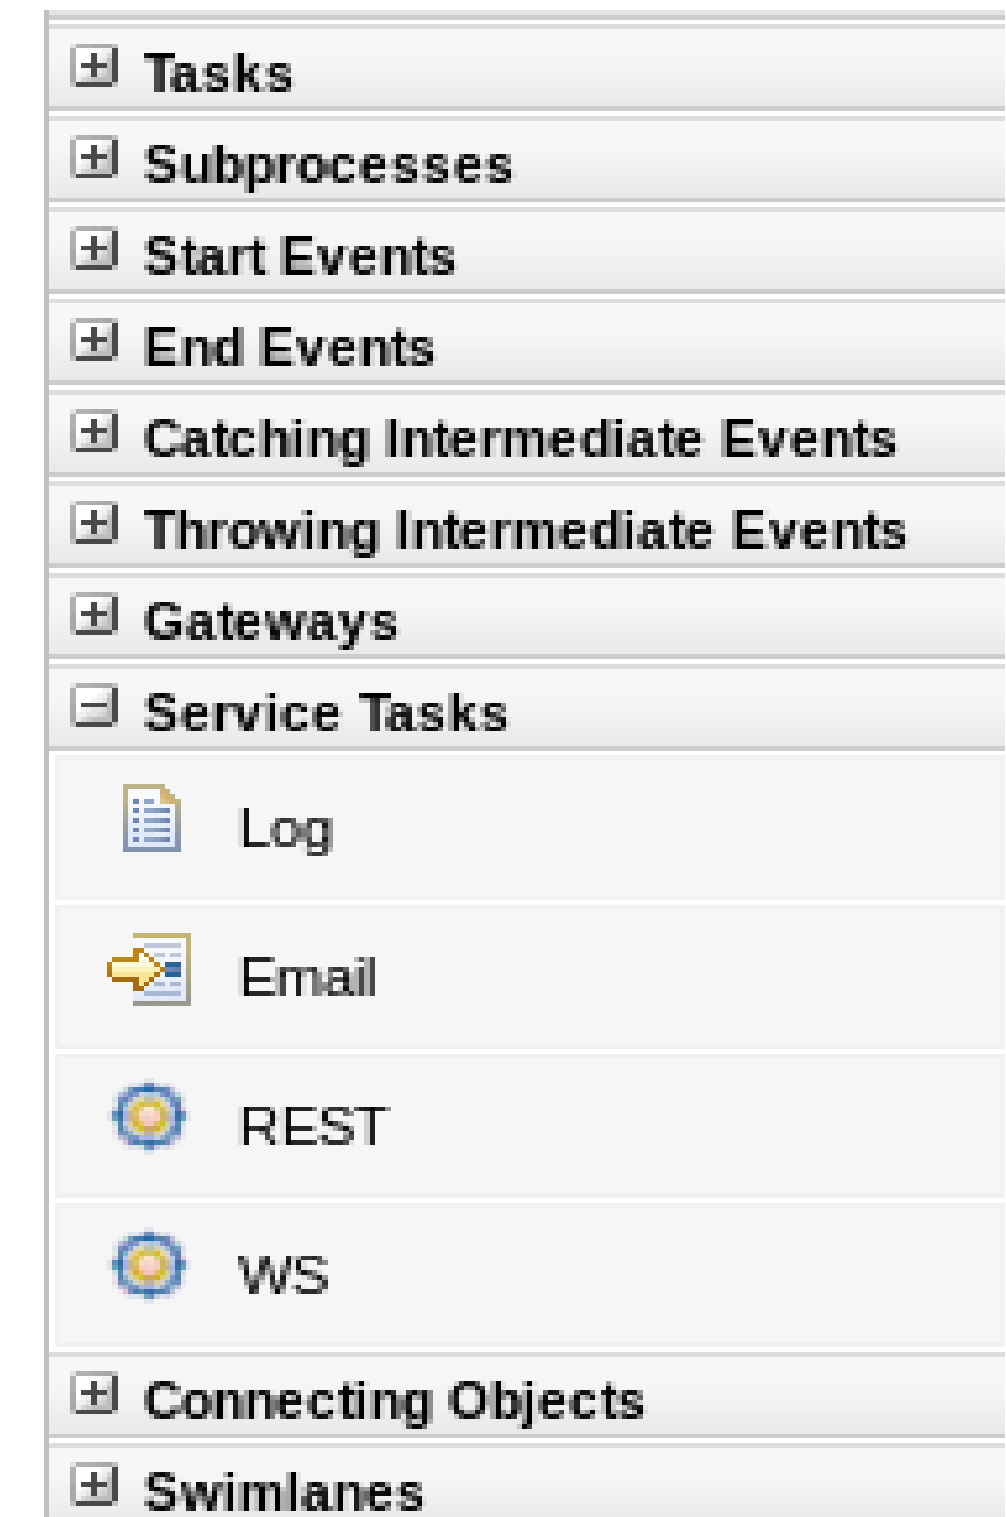 Tasks
Subprocesses
Start Events
End Events
Catching Intermediate Events
Throwing Intermediate Events
Gateways
Service Tasks
Log
Email
REST
WS
Connecting Objects
Swimlanes